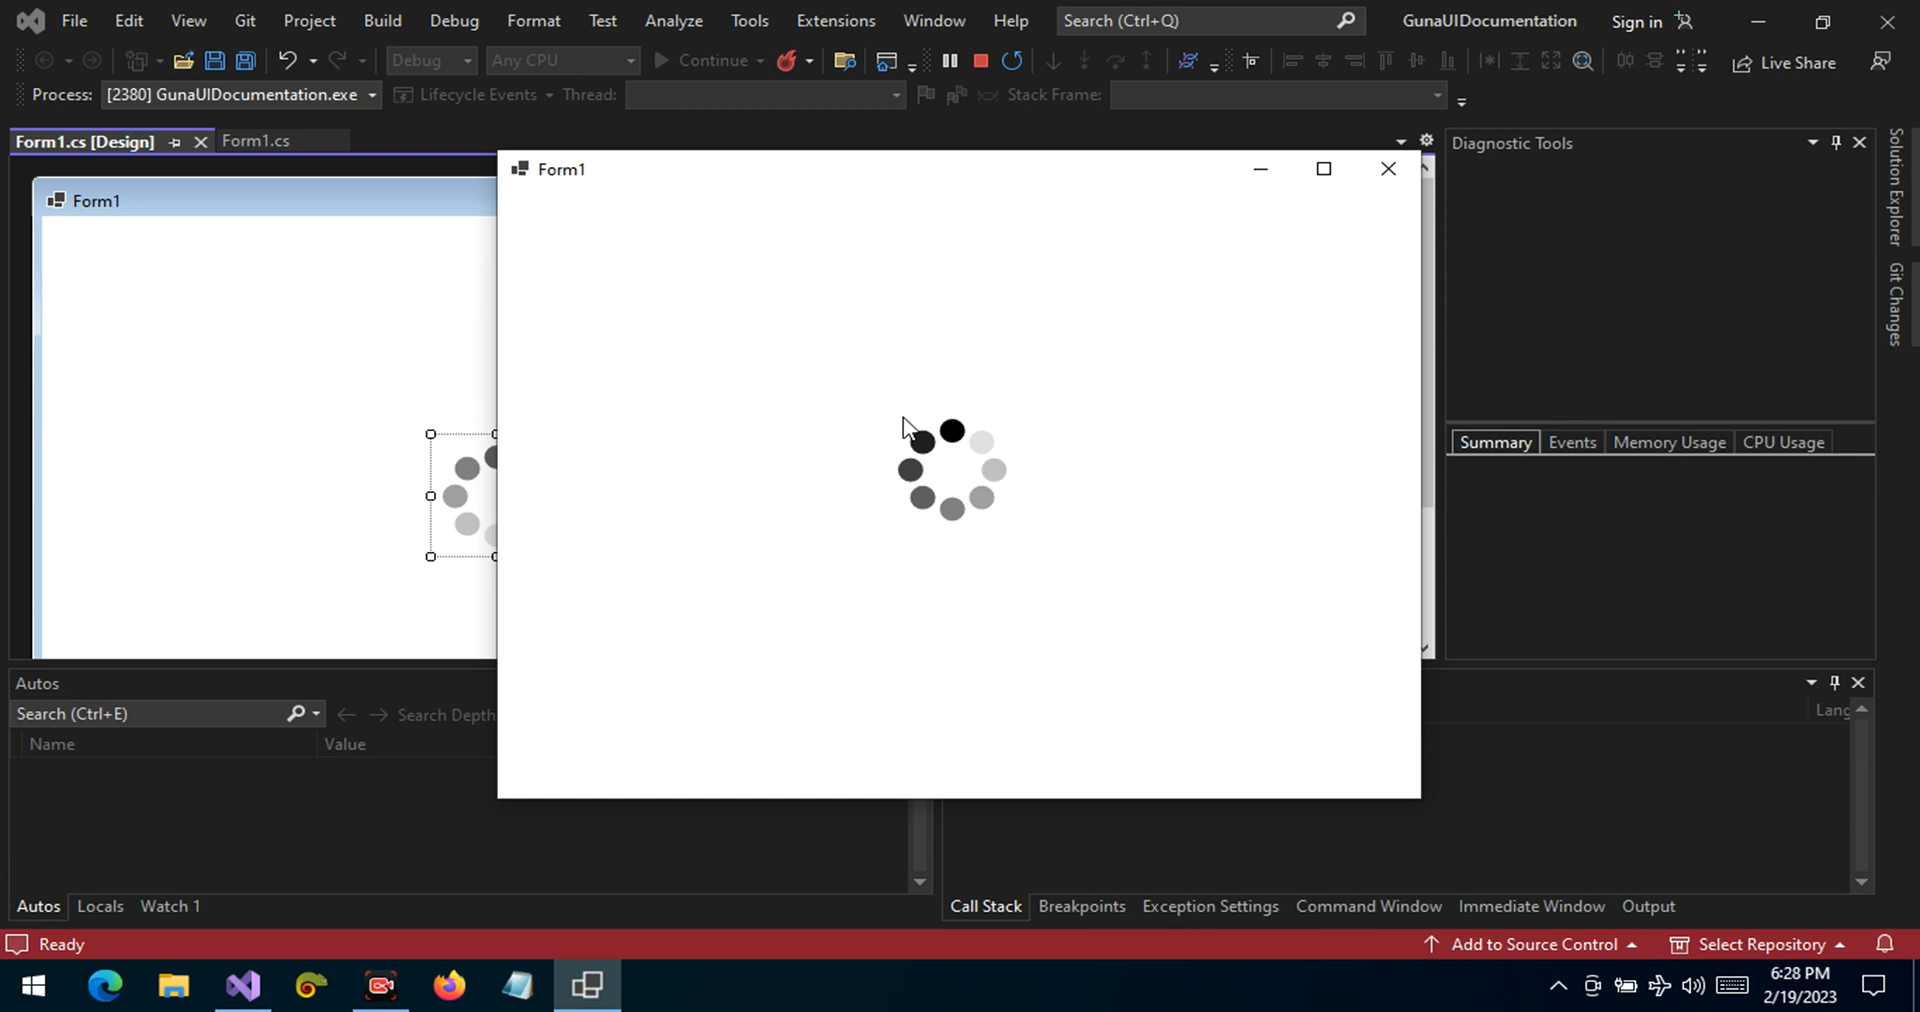 File Edit View Git Project Build Debug Format Test Analyze Tools Extensions Window Help Search (Ctrl+Q) GunaUIDocumentation Sign in
Debug Any CPU Continue Live Share
Process: [2380] GunaUIDocumentation.exe Lifecycle Events Thread: Stack Frame:
Form1.cs [Design] Form1.cs
Diagnostic Tools
Solution Explorer
Git Changes
Form1
Form1
Summary Events Memory Usage CPU Usage
Autos
Search (Ctrl+E) Search Depth
Lang
Name Value
Autos Locals Watch 1
Call Stack Breakpoints Exception Settings Command Window Immediate Window Output
Ready Add to Source Control Select Repository
6:28 PM
2/19/2023